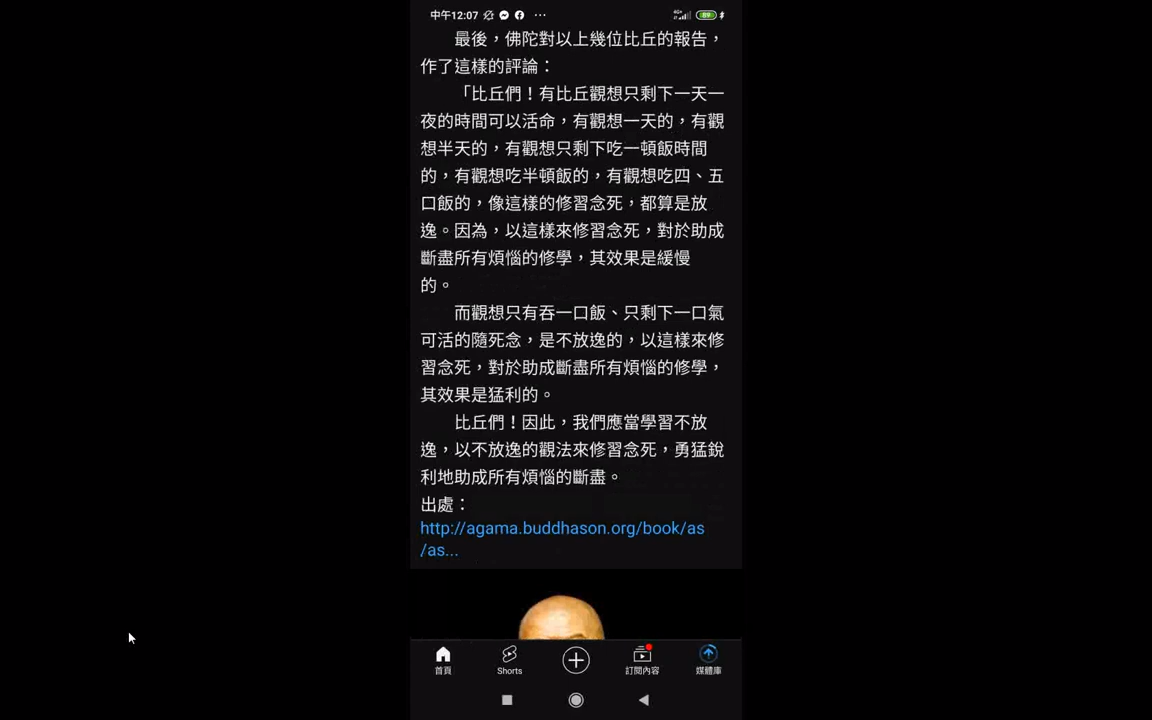 中午12:07
4G+
89
最後，佛陀對以上幾位比丘的報告，
作了這樣的評論：
「比丘們！有比丘觀想只剩下一天一
夜的時間可以活命，有觀想一天的，有觀
想半天的，有觀想只剩下吃一頓飯時間
的，有觀想吃半頓飯的，有觀想吃四、五
口飯的，像這樣的修習念死，都算是放
逸。因為，以這樣來修習念死，對於助成
斷盡所有煩惱的修學，其效果是緩慢
的。
而觀想只有吞一口飯、只剩下一口氣
可活的隨死念，是不放逸的，以這樣來修
習念死，對於助成斷盡所有煩惱的修學，
其效果是猛利的。
比丘們！因此，我們應當學習不放
逸，以不放逸的觀法來修習念死，勇猛銳
利地助成所有煩惱的斷盡。
出處：
http://agama.buddhason.org/book/as
/as...
首頁
Shorts
訂閱內容
媒體庫